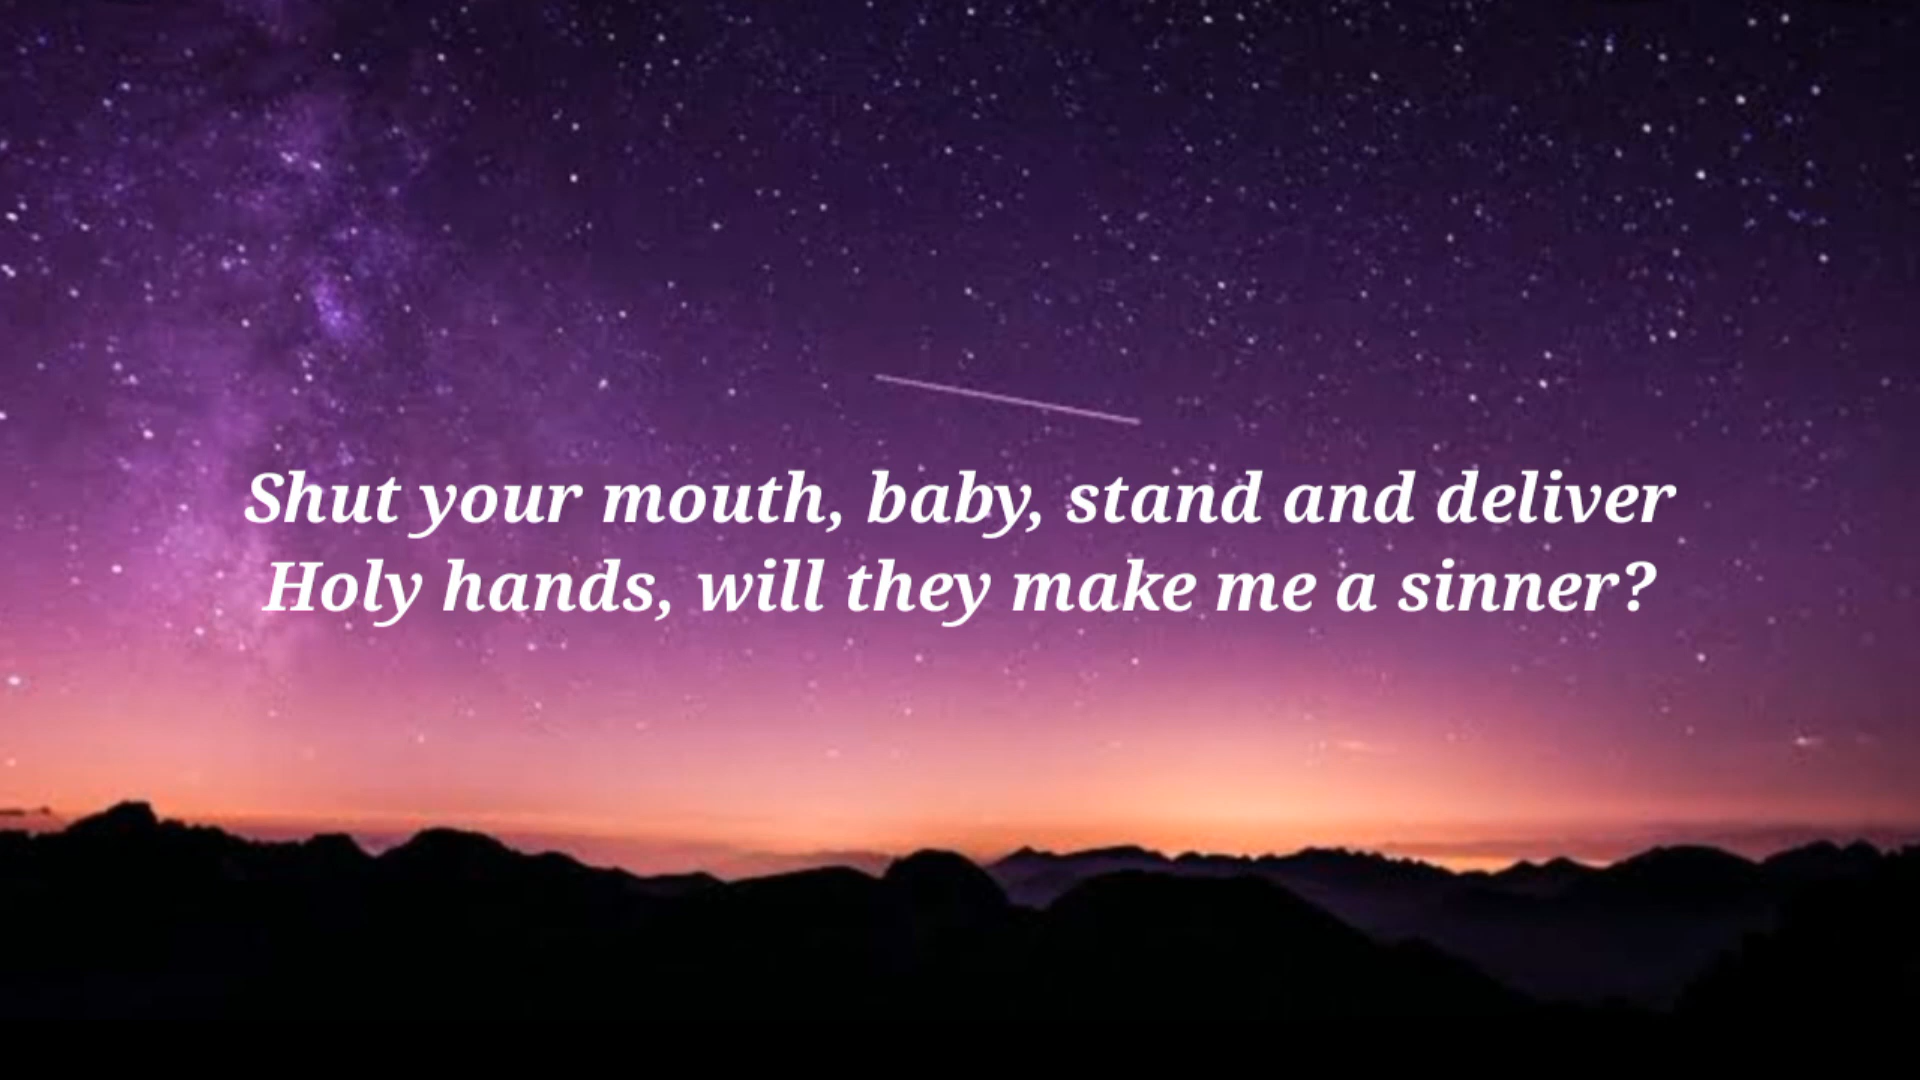 Shut your mouth, baby, stand and deliver
Holy hands, will they make me a sinner?